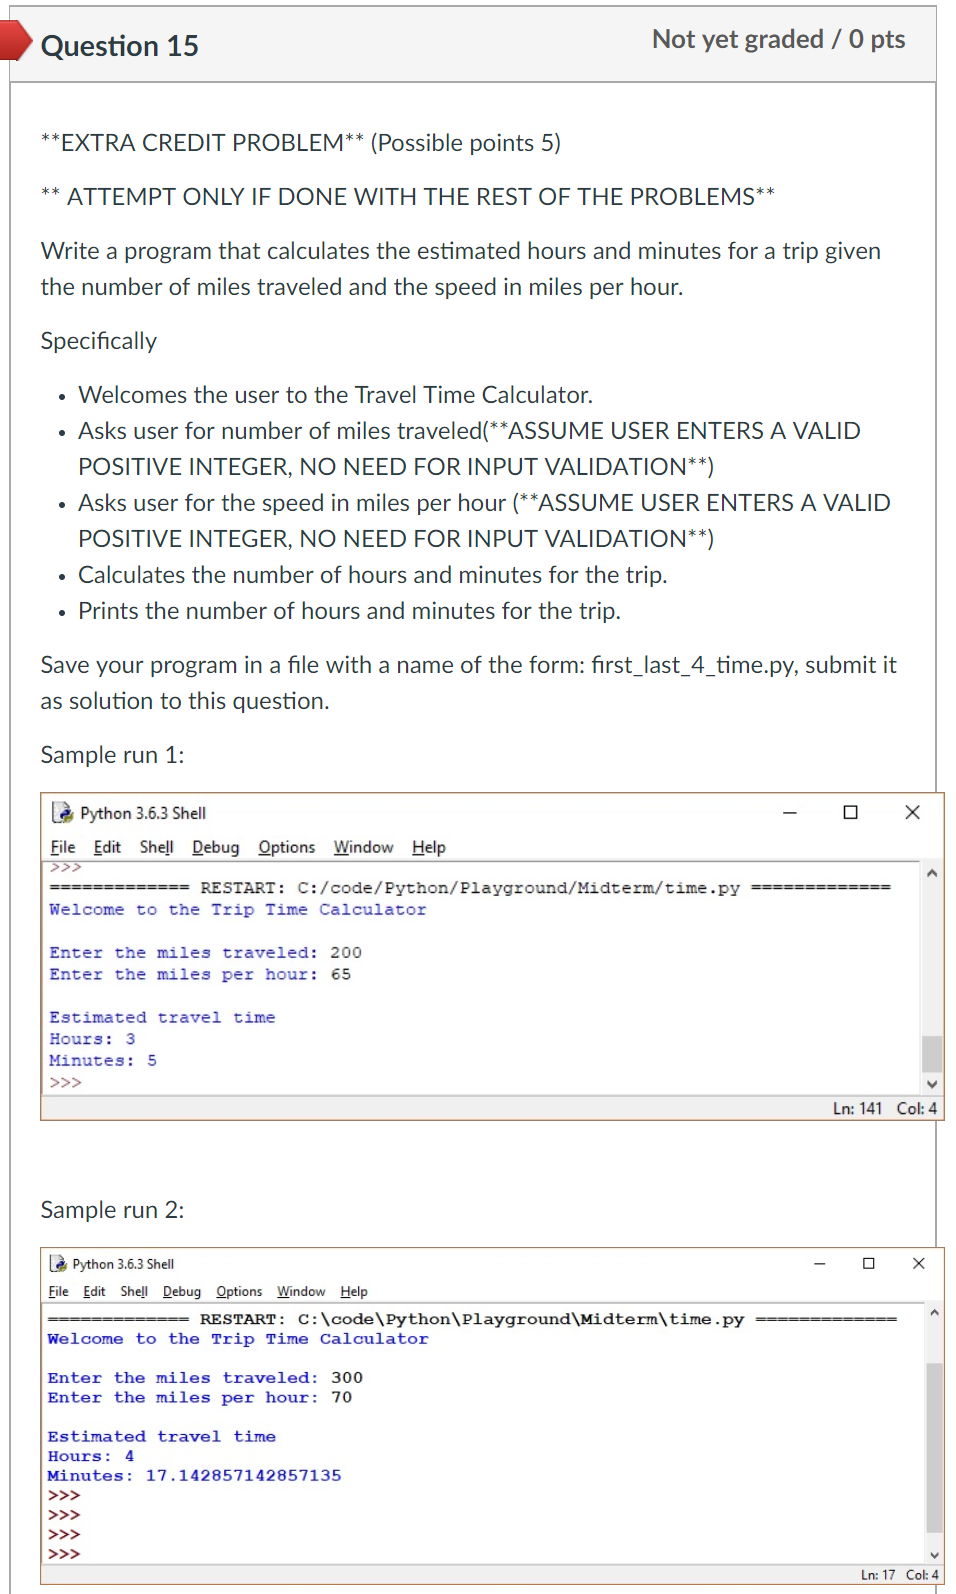 Question 15
Not yet graded / 0 pts
**EXTRA CREDIT PROBLEM** (Possible points 5)
** ATTEMPT ONLY IF DONE WITH THE REST OF THE PROBLEMS**
Write a program that calculates the estimated hours and minutes for a trip given
the number of miles traveled and the speed in miles per hour.
Specifically
• Welcomes the user to the Travel Time Calculator.
• Asks user for number of miles traveled(**ASSUME USER ENTERS A VALID
POSITIVE INTEGER, NO NEED FOR INPUT VALIDATION**)
• Asks user for the speed in miles per hour (**ASSUME USER ENTERS A VALID
POSITIVE INTEGER, NO NEED FOR INPUT VALIDATION**)
• Calculates the number of hours and minutes for the trip.
• Prints the number of hours and minutes for the trip.
Save your program in a file with a name of the form: first_last_4_time.py, submit it
as solution to this question.
Sample run 1:
Python 3.6.3 Shell
File Edit Shell Debug Options Window Help
>>>
============= RESTART: C:/code/Python/Playground/Midterm/time.py =============
Welcome to the Trip Time Calculator
Enter the miles traveled: 200
Enter the miles per hour: 65
Estimated travel time
Hours: 3
Minutes: 5
>>>
Ln: 141 Col: 4
Sample run 2:
Python 3.6.3 Shell
File Edit Shell Debug Options Window Help
============= RESTART: C:\code\Python\Playground\Midterm\time.py =============
Welcome to the Trip Time Calculator
Enter the miles traveled: 300
Enter the miles per hour: 70
Estimated travel time
Hours: 4
Minutes: 17.142857142857135
>>>
>>>
>>>
>>>
Ln: 17 Col: 4